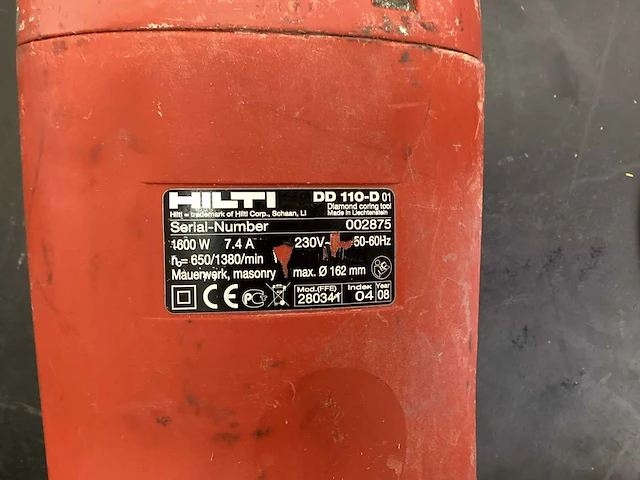 HILTI DD 110-D 01
Hilti = trademark of Hilti Corp., Schaan, LI Diamond coring tool
Made in Liechtenstein
Serial-Number 002875
1600 W 7.4 A 230V~ 50-60Hz
n₀= 650/1380/min
Mauerwerk, masonry max. Ø 162 mm
CE Mod.(FFE) 280341 Index 04 Year 08